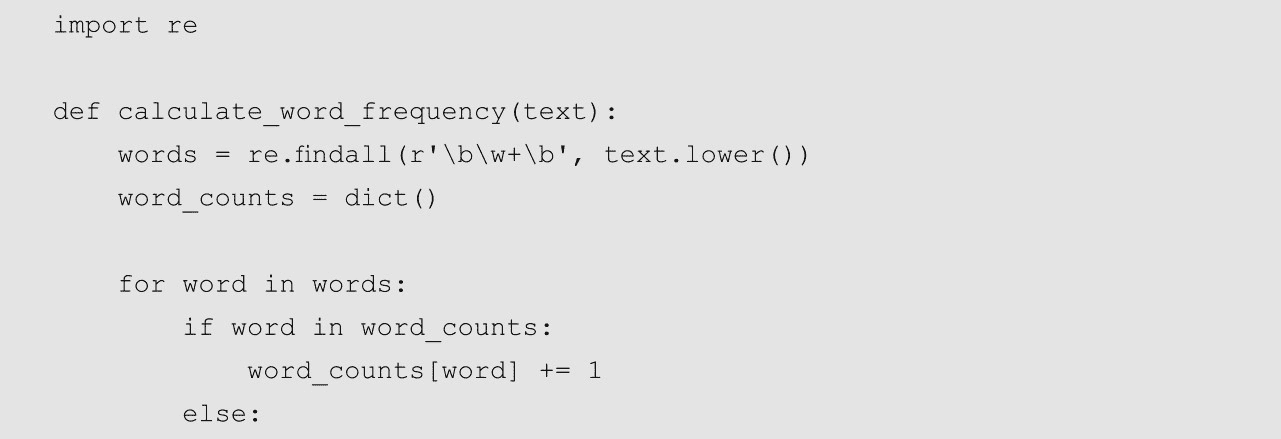 import re

def calculate_word_frequency(text):
    words = re.findall(r'\b\w+\b', text.lower())
    word_counts = dict()

    for word in words:
        if word in word_counts:
            word_counts[word] += 1
        else: